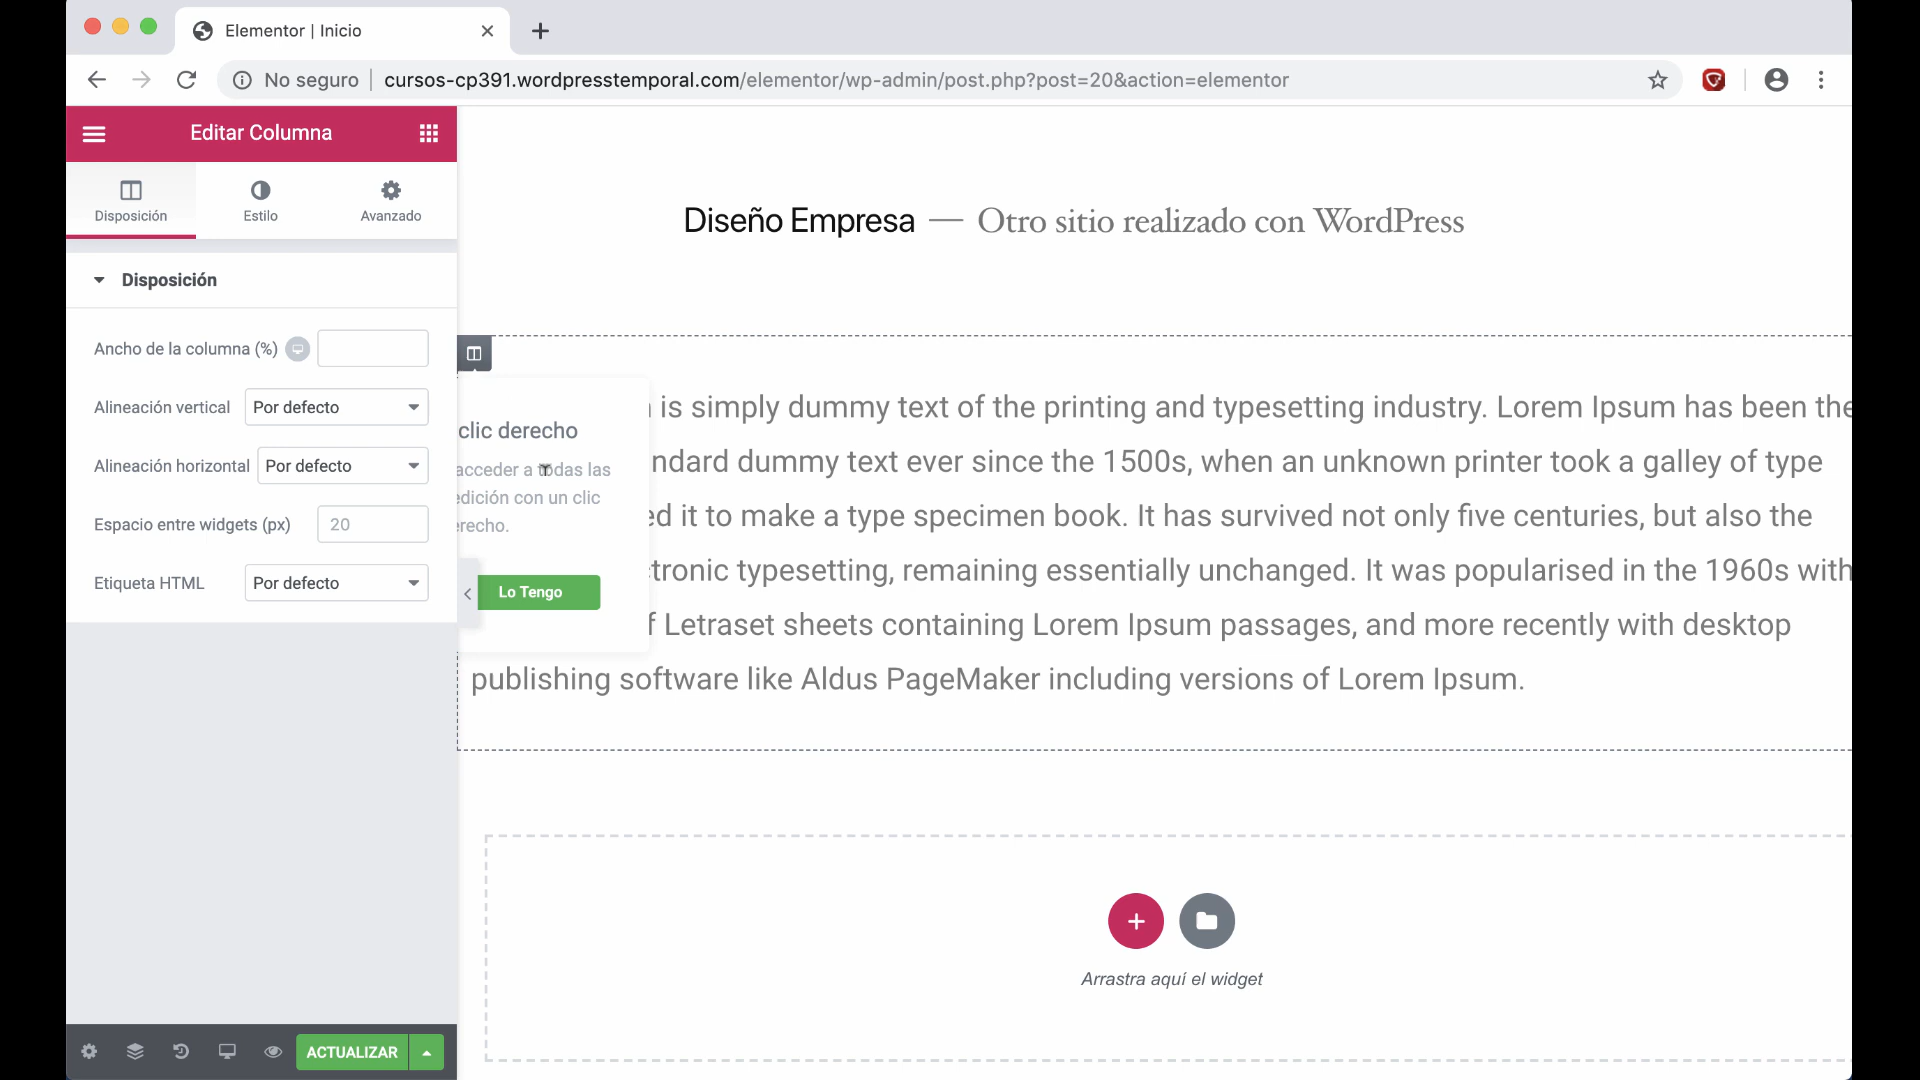 Elementor | Inicio
No seguro
cursos-cp391.wordpresstemporal.com/elementor/wp-admin/post.php?post=20&action=elementor
Editar Columna
Disposición
Estilo
Avanzado
Disposición
Ancho de la columna (%)
Alineación vertical
Por defecto
Alineación horizontal
Por defecto
Espacio entre widgets (px)
20
Etiqueta HTML
Por defecto
ACTUALIZAR
Diseño Empresa — Otro sitio realizado con WordPress
clic derecho
acceder a todas las
edición con un clic
Lo Tengo
is simply dummy text of the printing and typesetting industry. Lorem Ipsum has been the
dummy text ever since the 1500s, when an unknown printer took a galley of type
it to make a type specimen book. It has survived not only five centuries, but also the
typesetting, remaining essentially unchanged. It was popularised in the 1960s with
Letraset sheets containing Lorem Ipsum passages, and more recently with desktop
publishing software like Aldus PageMaker including versions of Lorem Ipsum.
Arrastra aquí el widget